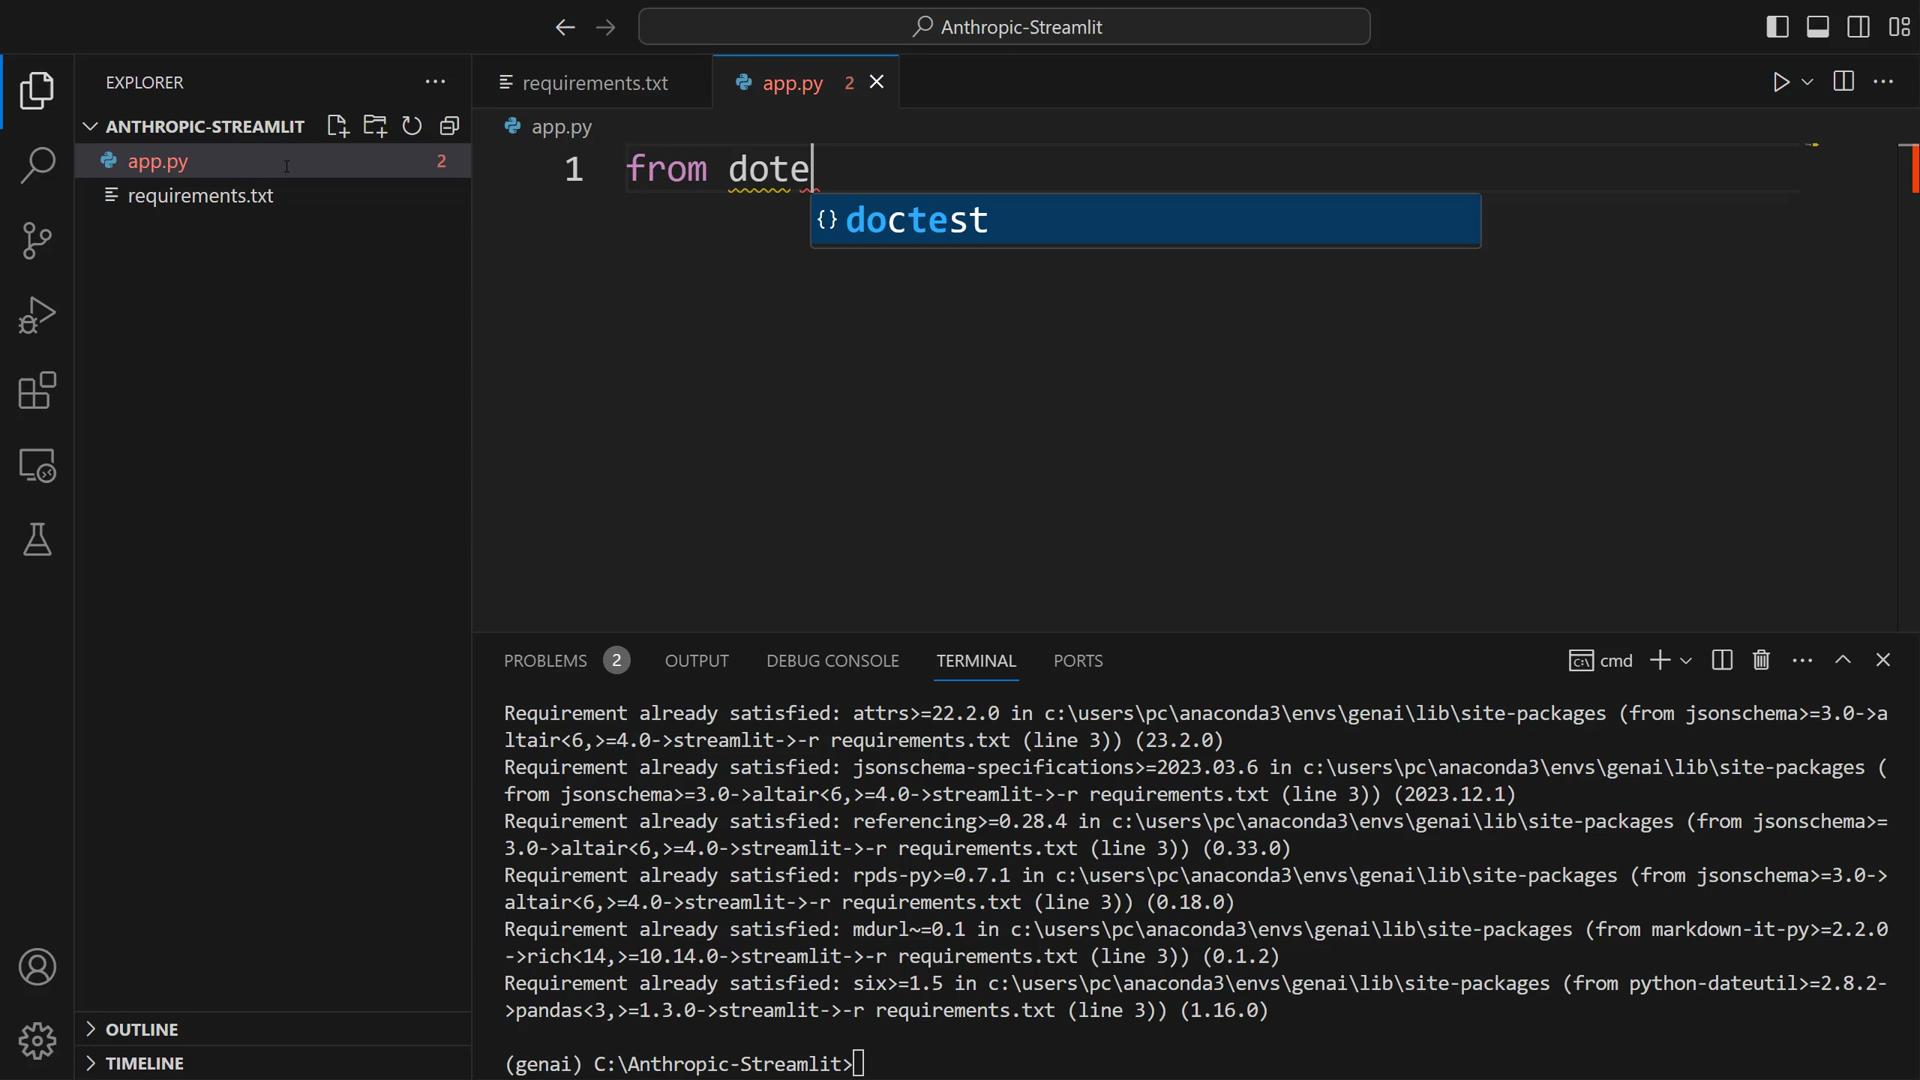 Anthropic-Streamlit
EXPLORER
requirements.txt
app.py 2
ANTHROPIC-STREAMLIT
app.py
app.py 2
requirements.txt
1 from dote
{} doctest
PROBLEMS 2 OUTPUT DEBUG CONSOLE TERMINAL PORTS
cmd
Requirement already satisfied: attrs>=22.2.0 in c:\users\pc\anaconda3\envs\genai\lib\site-packages (from jsonschema>=3.0->a
ltair<6,>=4.0->streamlit->-r requirements.txt (line 3)) (23.2.0)
Requirement already satisfied: jsonschema-specifications>=2023.03.6 in c:\users\pc\anaconda3\envs\genai\lib\site-packages (
from jsonschema>=3.0->altair<6,>=4.0->streamlit->-r requirements.txt (line 3)) (2023.12.1)
Requirement already satisfied: referencing>=0.28.4 in c:\users\pc\anaconda3\envs\genai\lib\site-packages (from jsonschema>=
3.0->altair<6,>=4.0->streamlit->-r requirements.txt (line 3)) (0.33.0)
Requirement already satisfied: rpds-py>=0.7.1 in c:\users\pc\anaconda3\envs\genai\lib\site-packages (from jsonschema>=3.0->
altair<6,>=4.0->streamlit->-r requirements.txt (line 3)) (0.18.0)
Requirement already satisfied: mdurl~=0.1 in c:\users\pc\anaconda3\envs\genai\lib\site-packages (from markdown-it-py>=2.2.0
->rich<14,>=10.14.0->streamlit->-r requirements.txt (line 3)) (0.1.2)
Requirement already satisfied: six>=1.5 in c:\users\pc\anaconda3\envs\genai\lib\site-packages (from python-dateutil>=2.8.2-
>pandas<3,>=1.3.0->streamlit->-r requirements.txt (line 3)) (1.16.0)
(genai) C:\Anthropic-Streamlit>
OUTLINE
TIMELINE